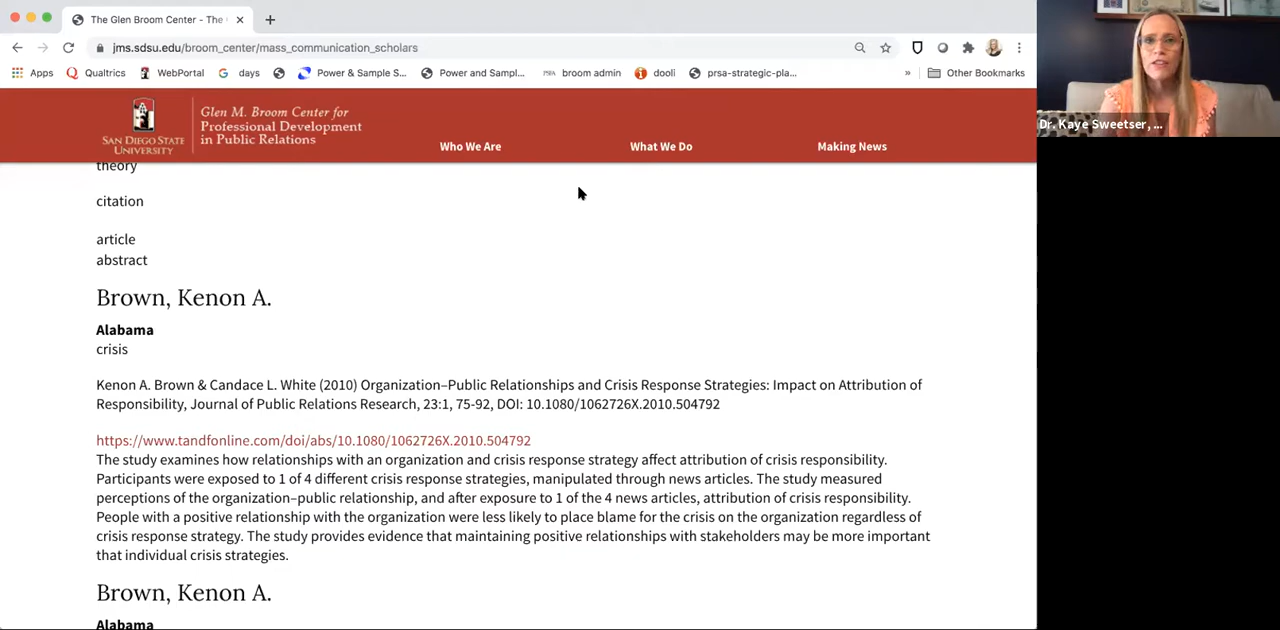 The Glen Broom Center - The
jms.sdsu.edu/broom_center/mass_communication_scholars
Apps
Qualtrics
WebPortal
days
Power & Sample S...
Power and Sampl...
broom admin
dooli
prsa-strategic-pla...
»
Other Bookmarks
SAN DIEGO STATE
UNIVERSITY
Glen M. Broom Center for
Professional Development
in Public Relations
Who We Are
What We Do
Making News
Dr. Kaye Sweetser, ...
theory
citation
article
abstract
Brown, Kenon A.
Alabama
crisis
Kenon A. Brown & Candace L. White (2010) Organization–Public Relationships and Crisis Response Strategies: Impact on Attribution of
Responsibility, Journal of Public Relations Research, 23:1, 75-92, DOI: 10.1080/1062726X.2010.504792
https://www.tandfonline.com/doi/abs/10.1080/1062726X.2010.504792
The study examines how relationships with an organization and crisis response strategy affect attribution of crisis responsibility.
Participants were exposed to 1 of 4 different crisis response strategies, manipulated through news articles. The study measured
perceptions of the organization–public relationship, and after exposure to 1 of the 4 news articles, attribution of crisis responsibility.
People with a positive relationship with the organization were less likely to place blame for the crisis on the organization regardless of
crisis response strategy. The study provides evidence that maintaining positive relationships with stakeholders may be more important
that individual crisis strategies.
Brown, Kenon A.
Alabama